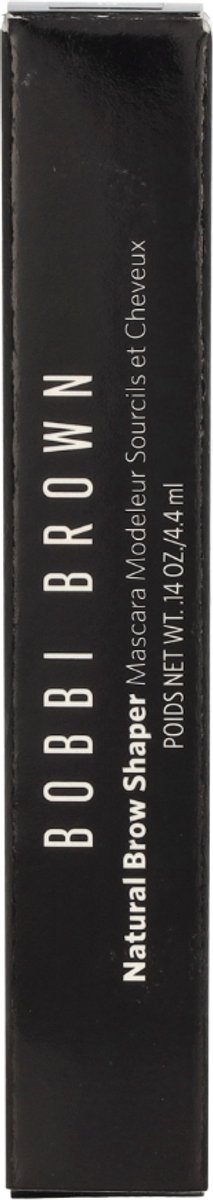 BOBBI BROWN
Natural Brow Shaper Mascara Modeleur Sourcils et Cheveux
POIDS NET WT. .14 OZ./4.4 ml